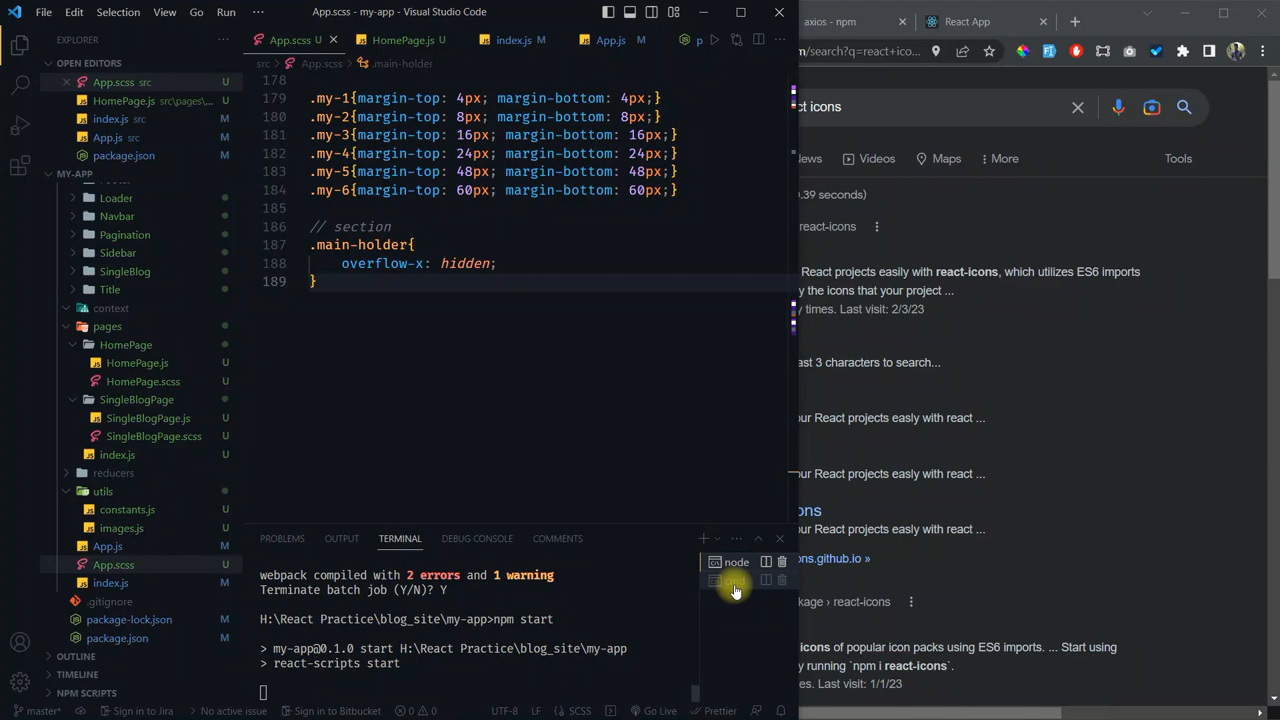 File Edit Selection View Go Run ··· App.scss - my-app - Visual Studio Code
axios - npm React App
EXPLORER
App.scss U HomePage.js U index.js M App.js M p
OPEN EDITORS
App.scss src U
HomePage.js src\pages\... U
index.js src M
App.js src M
package.json M
MY-APP
Loader
Navbar
Pagination
Sidebar
SingleBlog
Title
context
pages
HomePage
HomePage.js U
HomePage.scss U
SingleBlogPage
SingleBlogPage.js U
SingleBlogPage.scss U
index.js U
reducers
utils
constants.js U
images.js U
App.js M
App.scss U
index.js M
.gitignore
package-lock.json M
package.json M
OUTLINE
TIMELINE
NPM SCRIPTS
src > App.scss > .main-holder
178
179 .my-1{margin-top: 4px; margin-bottom: 4px;}
180 .my-2{margin-top: 8px; margin-bottom: 8px;}
181 .my-3{margin-top: 16px; margin-bottom: 16px;}
182 .my-4{margin-top: 24px; margin-bottom: 24px;}
183 .my-5{margin-top: 48px; margin-bottom: 48px;}
184 .my-6{margin-top: 60px; margin-bottom: 60px;}
185
186 // section
187 .main-holder{
188 overflow-x: hidden;
189 }
PROBLEMS OUTPUT TERMINAL DEBUG CONSOLE COMMENTS
node
webpack compiled with 2 errors and 1 warning
Terminate batch job (Y/N)? Y
H:\React Practice\blog_site\my-app>npm start
> my-app@0.1.0 start H:\React Practice\blog_site\my-app
> react-scripts start
master* Sign in to Jira No active issue Sign in to Bitbucket 0 0 UTF-8 LF SCSS Go Live Prettier
m/search?q=react+ico...
ct icons
ews Videos Maps More Tools
.39 seconds)
react-icons
React projects easily with react-icons, which utilizes ES6 imports
y the icons that your project ...
y times. Last visit: 2/3/23
ast 3 characters to search...
ur React projects easly with react ...
ur React projects easly with react ...
ons
ur React projects easly with react ...
ons.github.io »
ckage › react-icons
icons of popular icon packs using ES6 imports. ... Start using
y running `npm i react-icons`.
les. Last visit: 1/1/23